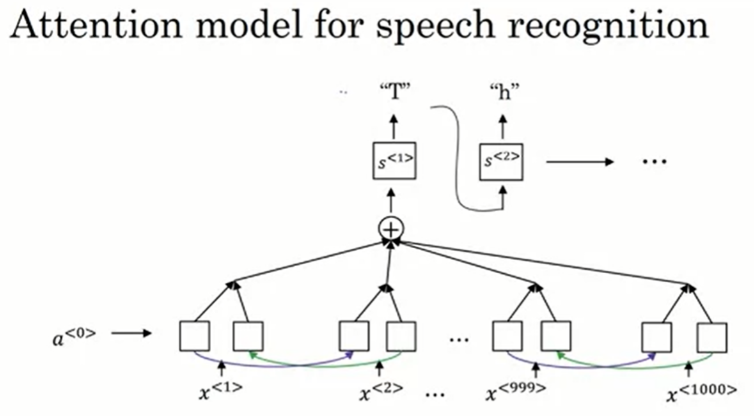 Attention model for speech recognition
“T” “h”
s<1> s<2> ...
+
a<0> ...
x<1> x<2> ... x<999> x<1000>